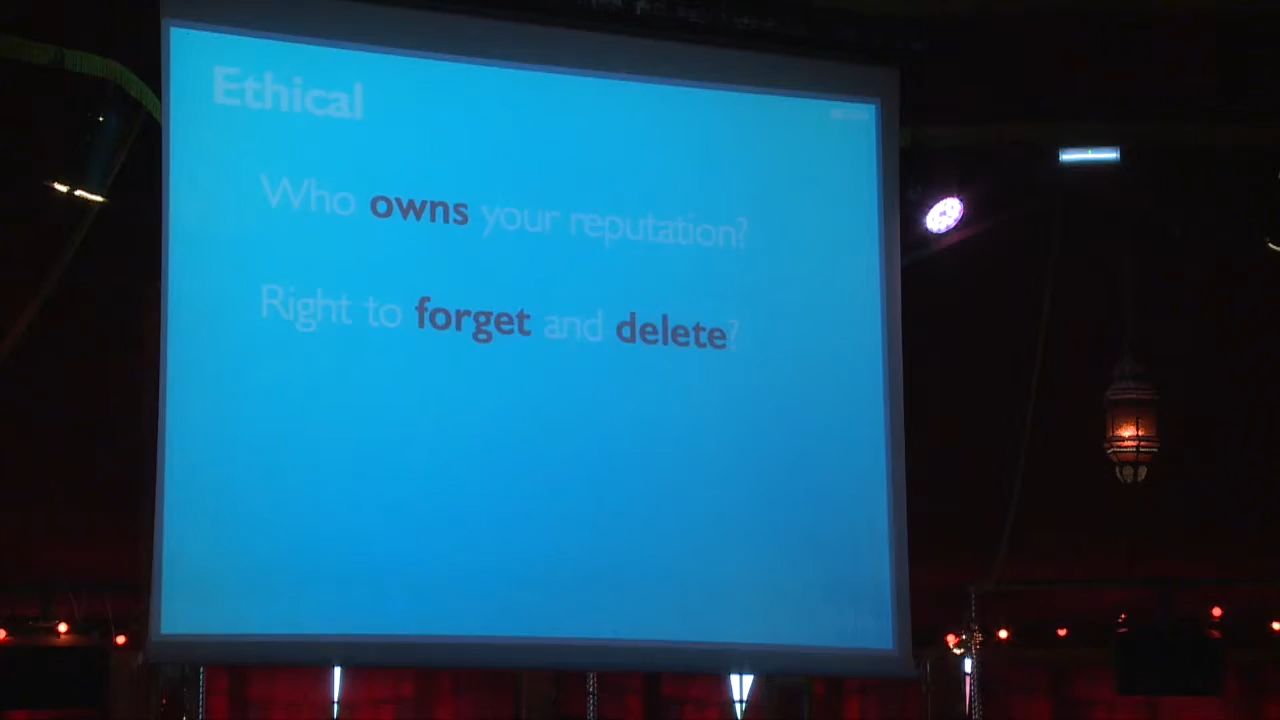 Ethical
Who owns your reputation?
Right to forget and delete?